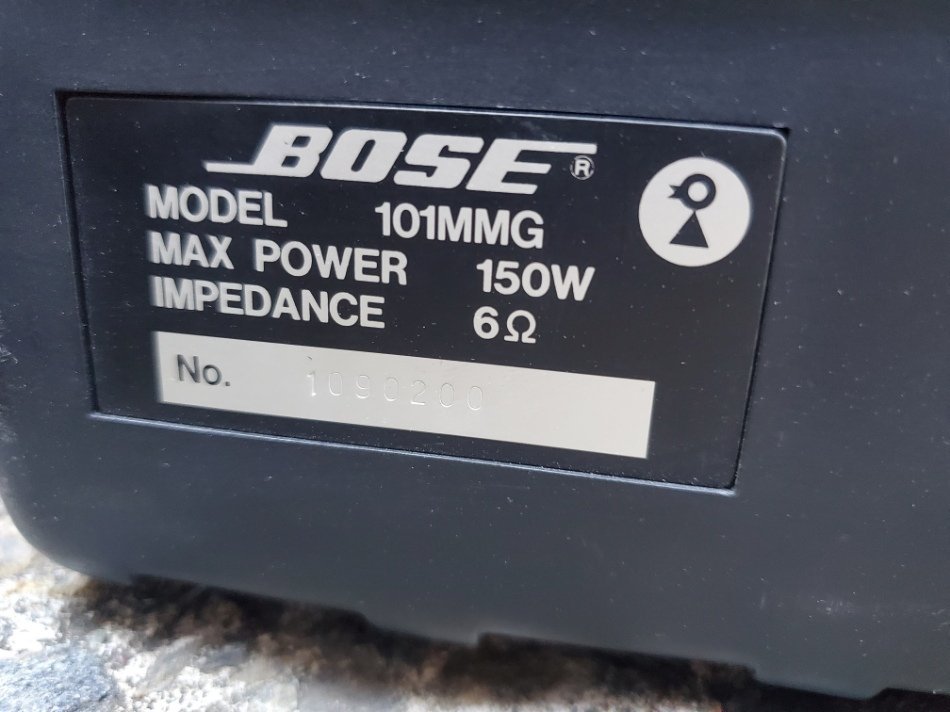 BOSE®
MODEL 101MMG
MAX POWER 150W
IMPEDANCE 6Ω
No. 1090200